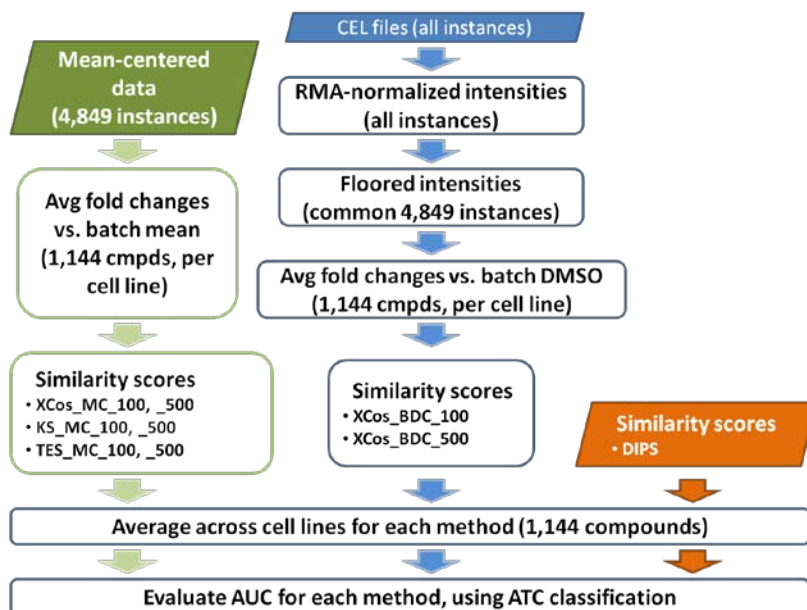 Mean-centered
data
(4,849 instances)
Avg fold changes
vs. batch mean
(1,144 cmpds, per
cell line)
Similarity scores
• XCos_MC_100, _500
• KS_MC_100, _500
• TES_MC_100, _500
CEL files (all instances)
RMA-normalized intensities
(all instances)
Floored intensities
(common 4,849 instances)
Avg fold changes vs. batch DMSO
(1,144 cmpds, per cell line)
Similarity scores
• XCos_BDC_100
• XCos_BDC_500
Similarity scores
• DIPS
Average across cell lines for each method (1,144 compounds)
Evaluate AUC for each method, using ATC classification